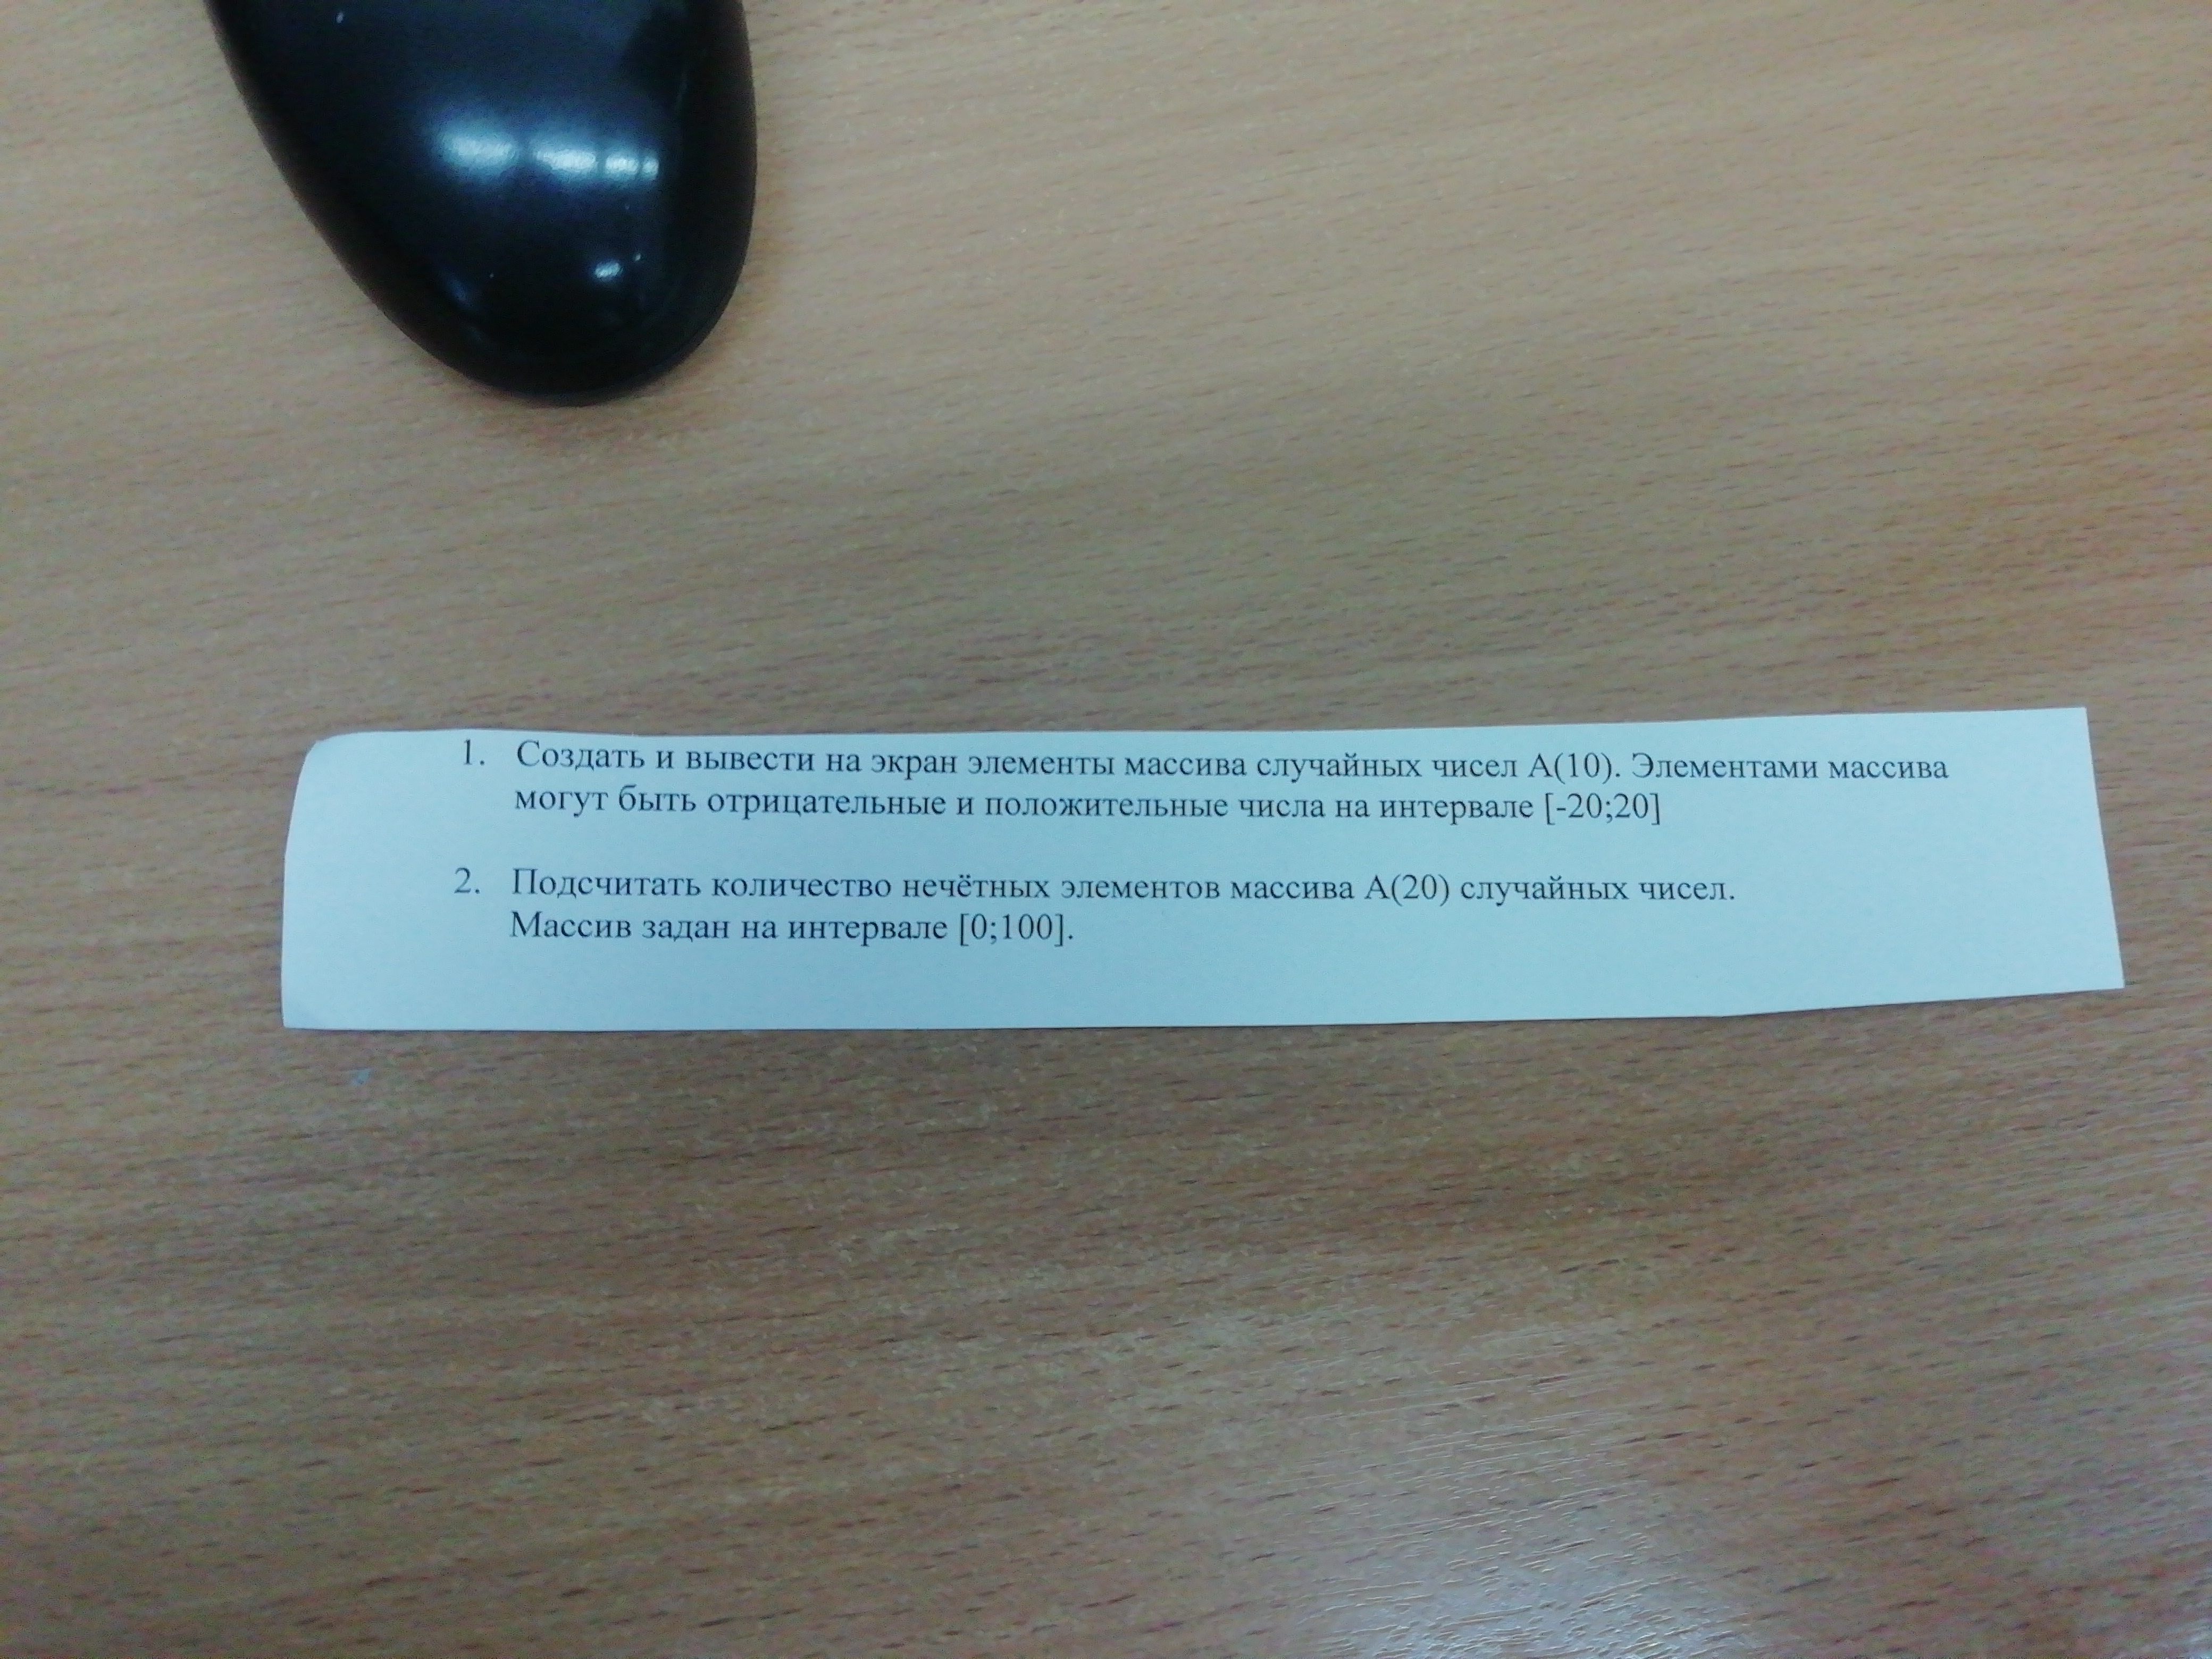 1. Создать и вывести на экран элементы массива случайных чисел А(10). Элементами массива
могут быть отрицательные и положительные числа на интервале [-20;20]
2. Подсчитать количество нечётных элементов массива А(20) случайных чисел.
Массив задан на интервале [0;100].